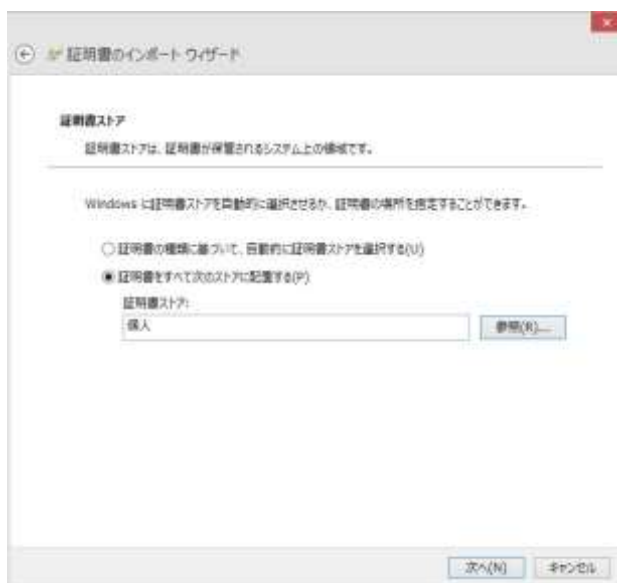 証明書のインポート ウィザード
証明書ストア
証明書ストアは、証明書が保管されるシステム上の領域です。
Windows に証明書ストアを自動的に選択させるか、証明書の場所を指定することができます。
証明書の種類に基づいて、自動的に証明書ストアを選択する(U)
証明書をすべて次のストアに配置する(P)
証明書ストア:
個人
参照(R)...
次へ(N)
キャンセル